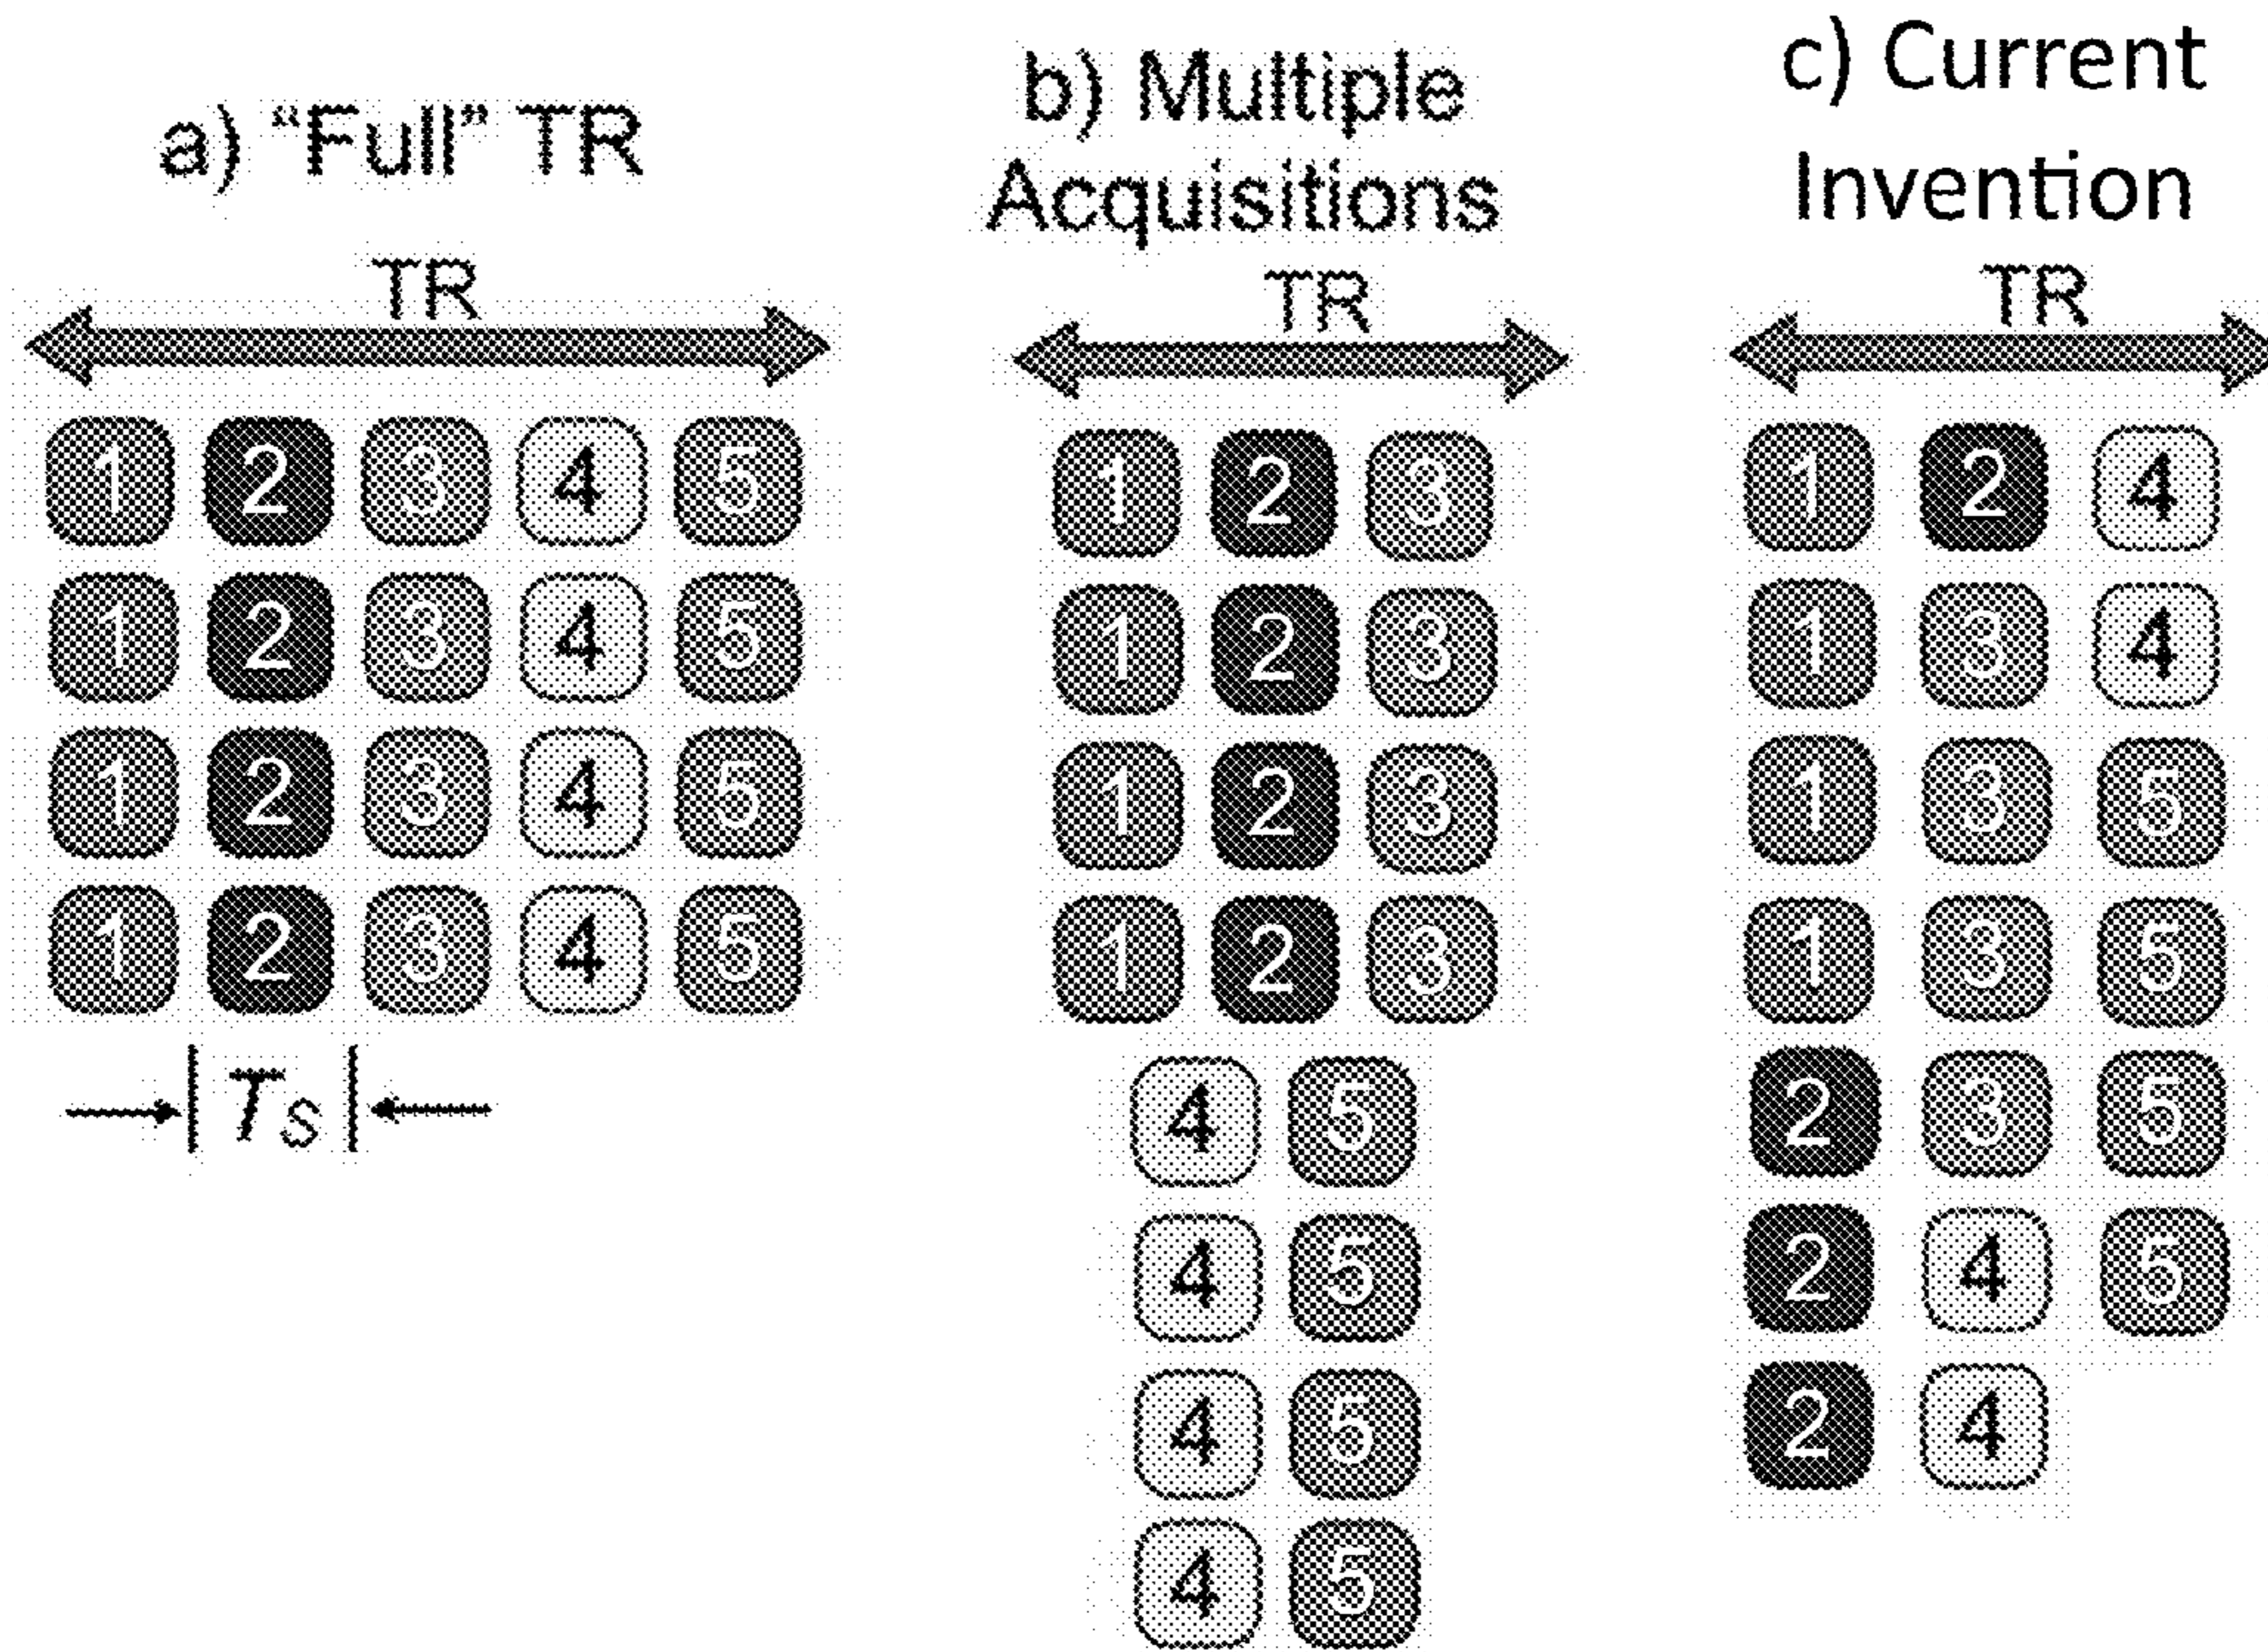 a) “Full” TR
TR
1 2 3 4 5
1 2 3 4 5
1 2 3 4 5
1 2 3 4 5
Ts
b) Multiple
Acquisitions
TR
1 2 3
1 2 3
1 2 3
1 2 3
4 5
4 5
4 5
4 5
c) Current
Invention
TR
1 2 4
1 3 4
1 3 5
1 3 5
2 3 5
2 4 5
2 4